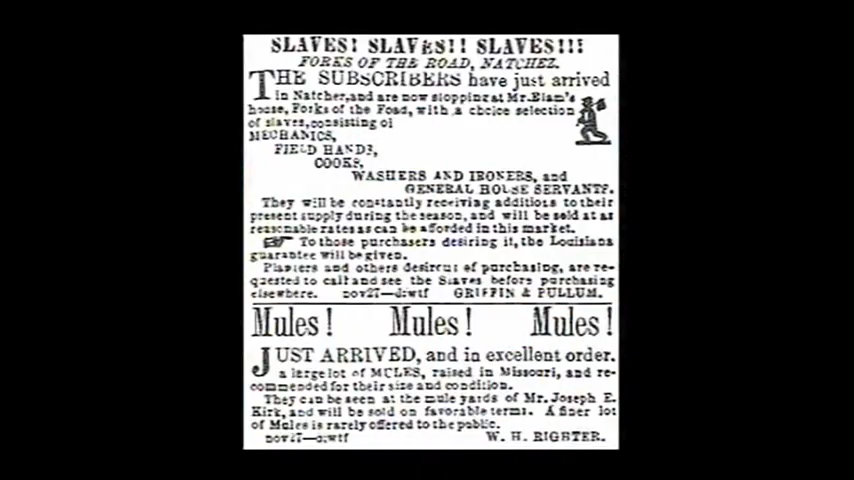 SLAVES! SLAVES!! SLAVES!!!
FORKS OF THE ROAD, NATCHEZ.
THE SUBSCRIBERS have just arrived
in Natchez, and are now stopping at Mr. Elam's
house, Forks of the Road, with a choice selection
of slaves, consisting of
MECHANICS,
FIELD HANDS,
COOKS,
WASHERS AND IRONERS, and
GENERAL HOUSE SERVANTS.
They will be constantly receiving additions to their
present supply during the season, and will be sold at as
reasonable rates as can be afforded in this market.
To those purchasers desiring it, the Louisiana
guarantee will be given.
Planters and others desirous of purchasing, are re-
quested to call and see the Slaves before purchasing
elsewhere. nov27—d:wtf GRIFFIN & PULLUM.
Mules! Mules! Mules!
JUST ARRIVED, and in excellent order.
a large lot of MULES, raised in Missouri, and re-
commended for their size and condition.
They can be seen at the mule yards of Mr. Joseph E.
Kirk, and will be sold on favorable terms. A finer lot
of Mules is rarely offered to the public.
nov27—d:wtf W. H. RIGHTER.